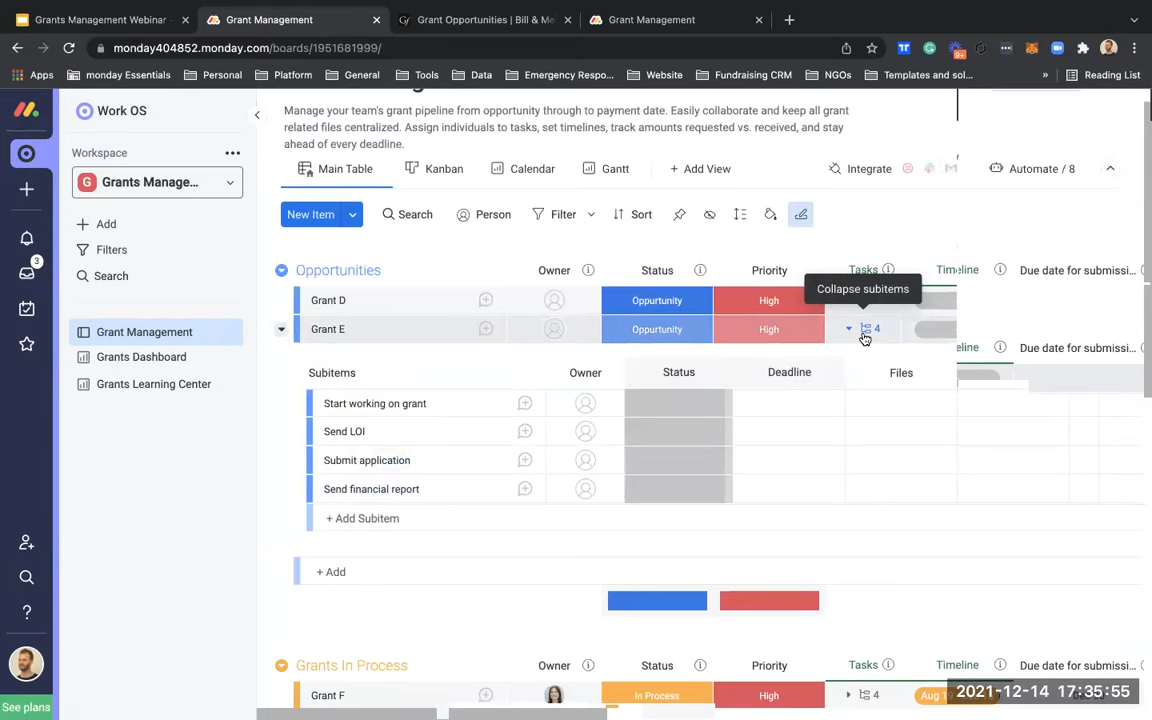 Grants Management Webinar
Grant Management
Grant Opportunities | Bill & Me
Grant Management
monday404852.monday.com/boards/1951681999/
Apps
monday Essentials
Personal
Platform
General
Tools
Data
Emergency Respo...
Website
Fundraising CRM
NGOs
Templates and sol...
»
Reading List
Work OS
Manage your team's grant pipeline from opportunity through to payment date. Easily collaborate and keep all grant
related files centralized. Assign individuals to tasks, set timelines, track amounts requested vs. received, and stay
ahead of every deadline.
Workspace
G Grants Manage...
Main Table
Kanban
Calendar
Gantt
+ Add View
Integrate
Automate / 8
Add
Filters
Search
New Item
Search
Person
Filter
Sort
3
Grant Management
Grants Dashboard
Grants Learning Center
Opportunities
Owner
Status
Priority
Tasks
Timeline
Due date for submissi...
Collapse subitems
Grant D
Oppurtunity
High
Grant E
Opportunity
High
4
eline
Due date for submissi...
Subitems
Owner
Status
Deadline
Files
Start working on grant
Send LOI
Submit application
Send financial report
+ Add Subitem
+ Add
Grants In Process
Owner
Status
Priority
Tasks
Timeline
Due date for submissi...
Grant F
In Process
High
4
Aug 1
2021-12-14 17:35:55
See plans